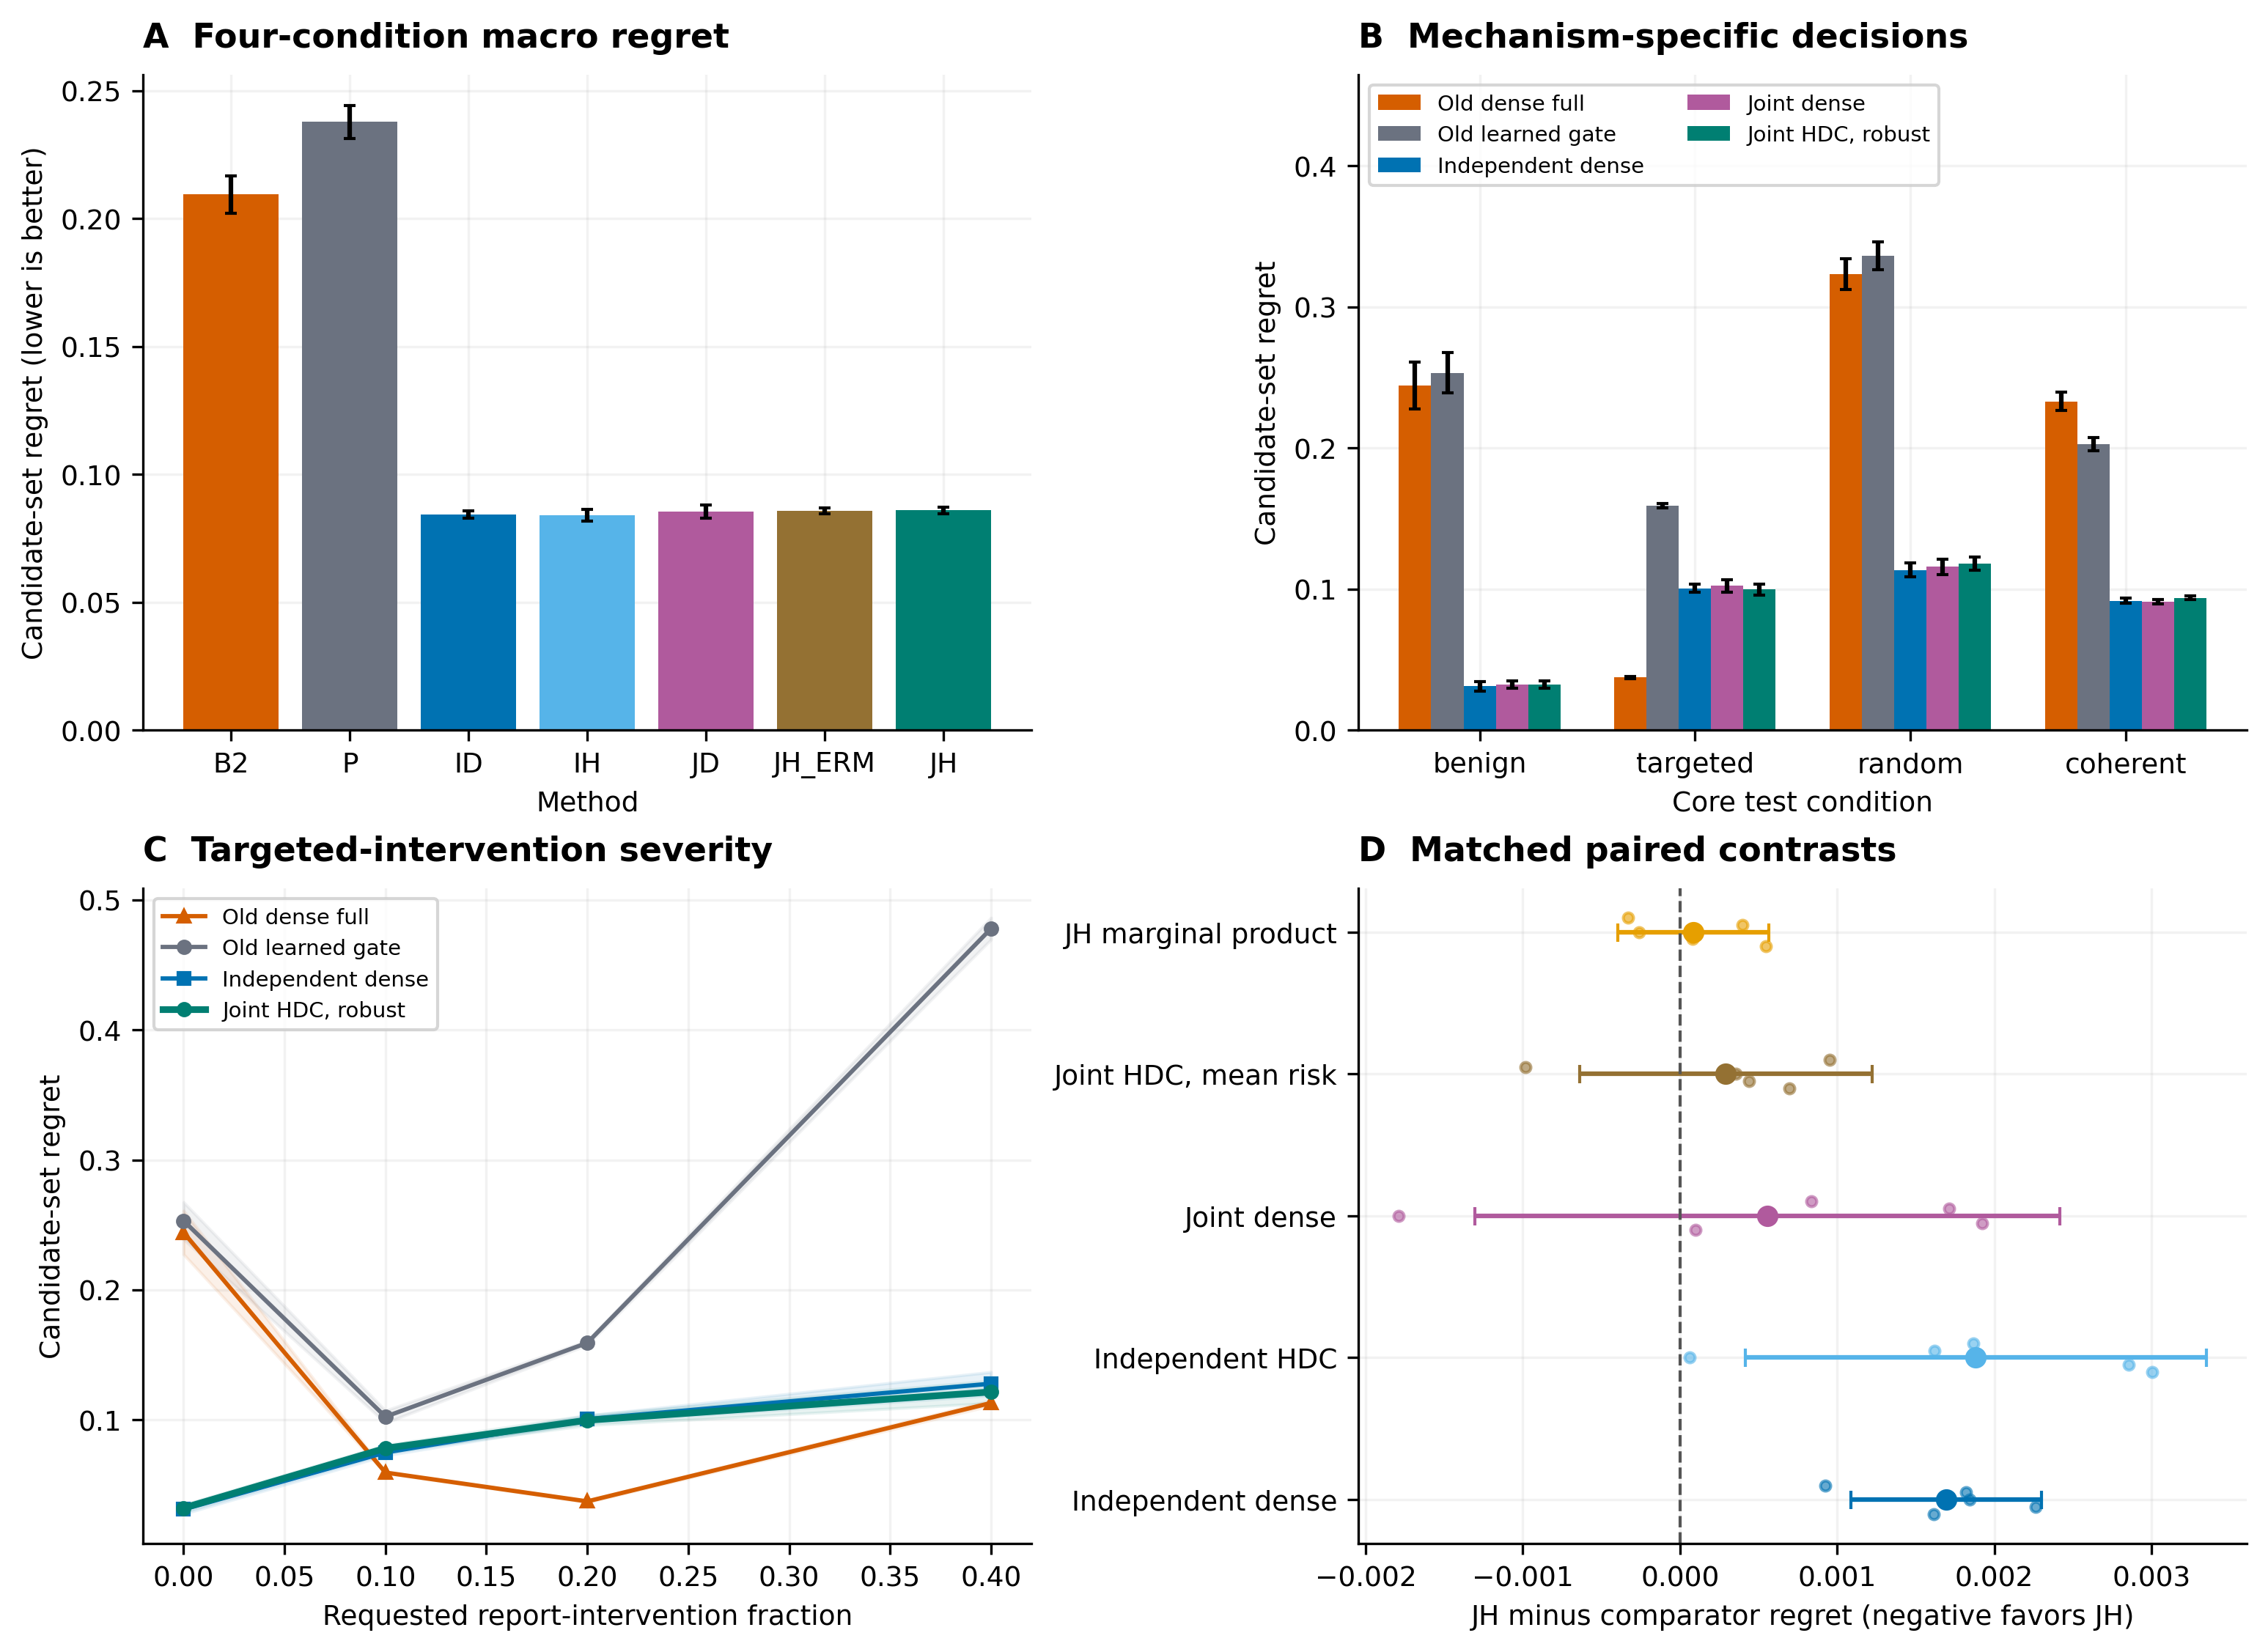 A Four-condition macro regret
Candidate-set regret (lower is better)
0.25
0.20
0.15
0.10
0.05
0.00
B2 P ID IH JD JH_ERM JH
Method
B Mechanism-specific decisions
Old dense full
Old learned gate
Independent dense
Joint dense
Joint HDC, robust
Candidate-set regret
0.4
0.3
0.2
0.1
0.0
benign targeted random coherent
Core test condition
C Targeted-intervention severity
Old dense full
Old learned gate
Independent dense
Joint HDC, robust
Candidate-set regret
0.5
0.4
0.3
0.2
0.1
0.00 0.05 0.10 0.15 0.20 0.25 0.30 0.35 0.40
Requested report-intervention fraction
D Matched paired contrasts
JH marginal product
Joint HDC, mean risk
Joint dense
Independent HDC
Independent dense
−0.002 −0.001 0.000 0.001 0.002 0.003
JH minus comparator regret (negative favors JH)